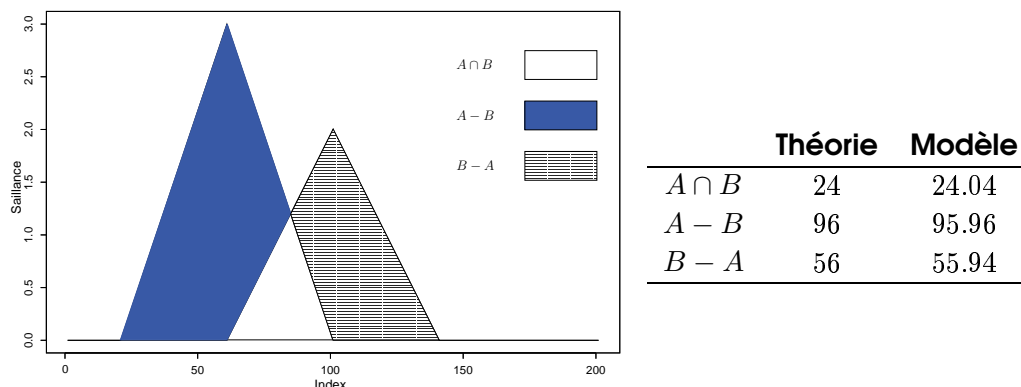 3.0
2.5
2.0
1.5
1.0
0.5
0.0
Saillance
0 50 100 150 200
Index
A ∩ B
A − B
B − A
Théorie Modèle
A ∩ B 24 24.04
A − B 96 95.96
B − A 56 55.94